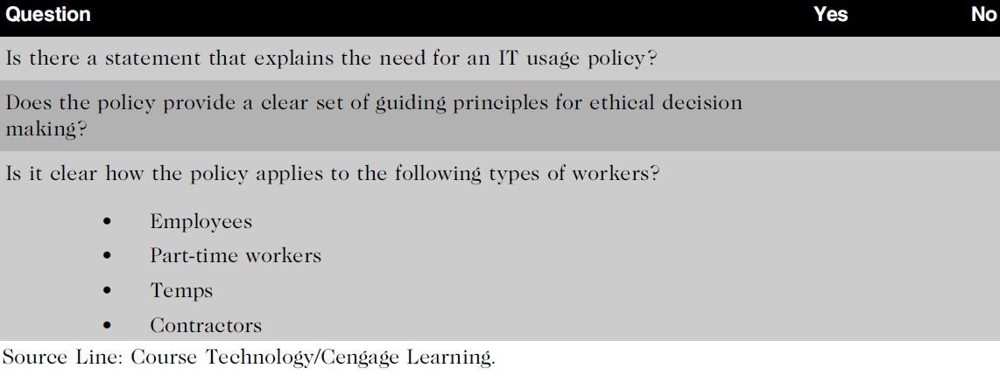 Question Yes No
Is there a statement that explains the need for an IT usage policy?
Does the policy provide a clear set of guiding principles for ethical decision
making?
Is it clear how the policy applies to the following types of workers?
• Employees
• Part-time workers
• Temps
• Contractors
Source Line: Course Technology/Cengage Learning.